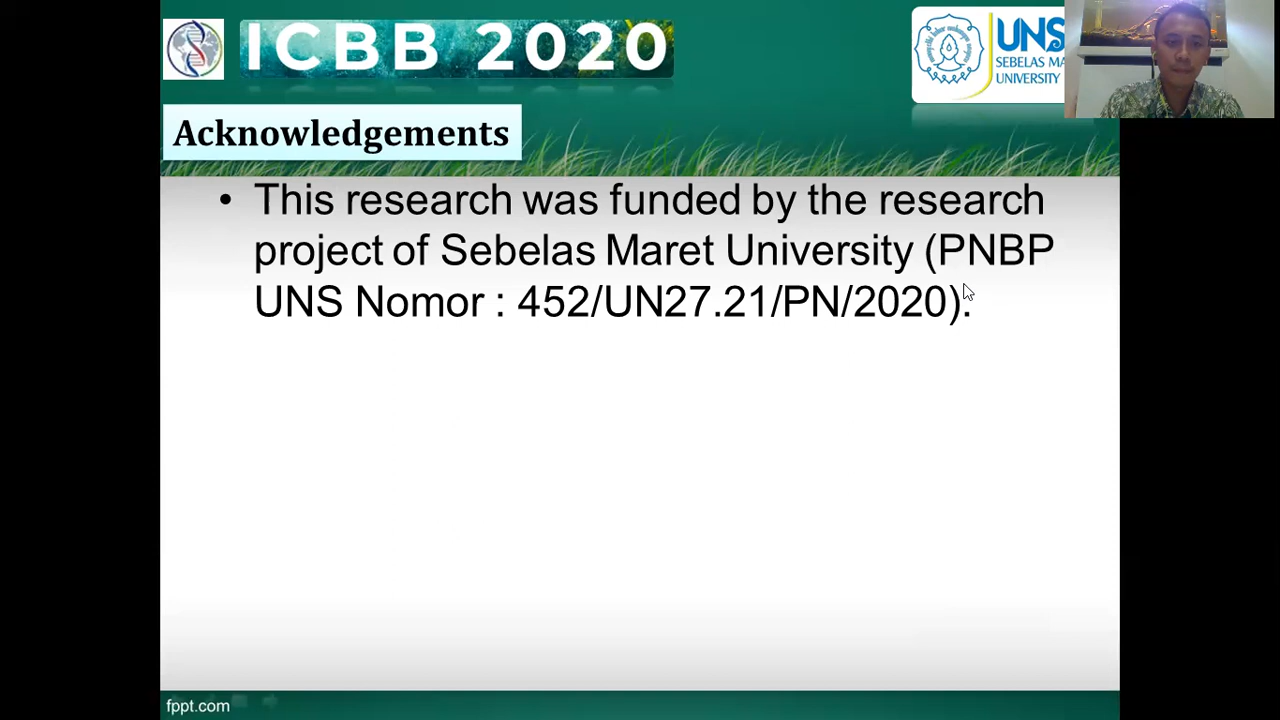 ICBB 2020
UNS
SEBELAS MA
UNIVERSITY
Acknowledgements
• This research was funded by the research
project of Sebelas Maret University (PNBP
UNS Nomor : 452/UN27.21/PN/2020).
fppt.com